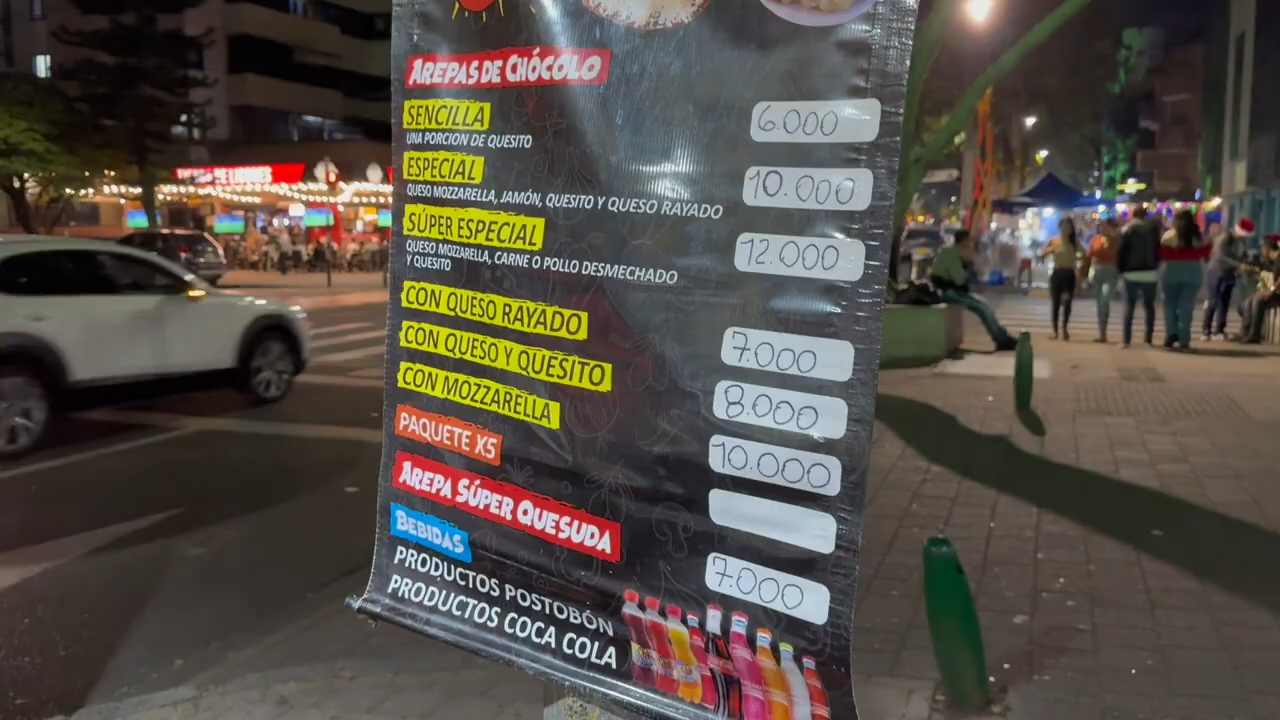 AREPAS DE CHÓCOLO
SENCILLA 6.000
UNA PORCION DE QUESITO
ESPECIAL 10.000
QUESO MOZZARELLA, JAMÓN, QUESITO Y QUESO RAYADO
SÚPER ESPECIAL 12.000
QUESO MOZZARELLA, CARNE O POLLO DESMECHADO
Y QUESITO
CON QUESO RAYADO 7.000
CON QUESO Y QUESITO 8.000
CON MOZZARELLA 10.000
PAQUETE X5
AREPA SÚPER QUESUDA 7.000
BEBIDAS
PRODUCTOS POSTOBÓN
PRODUCTOS COCA COLA